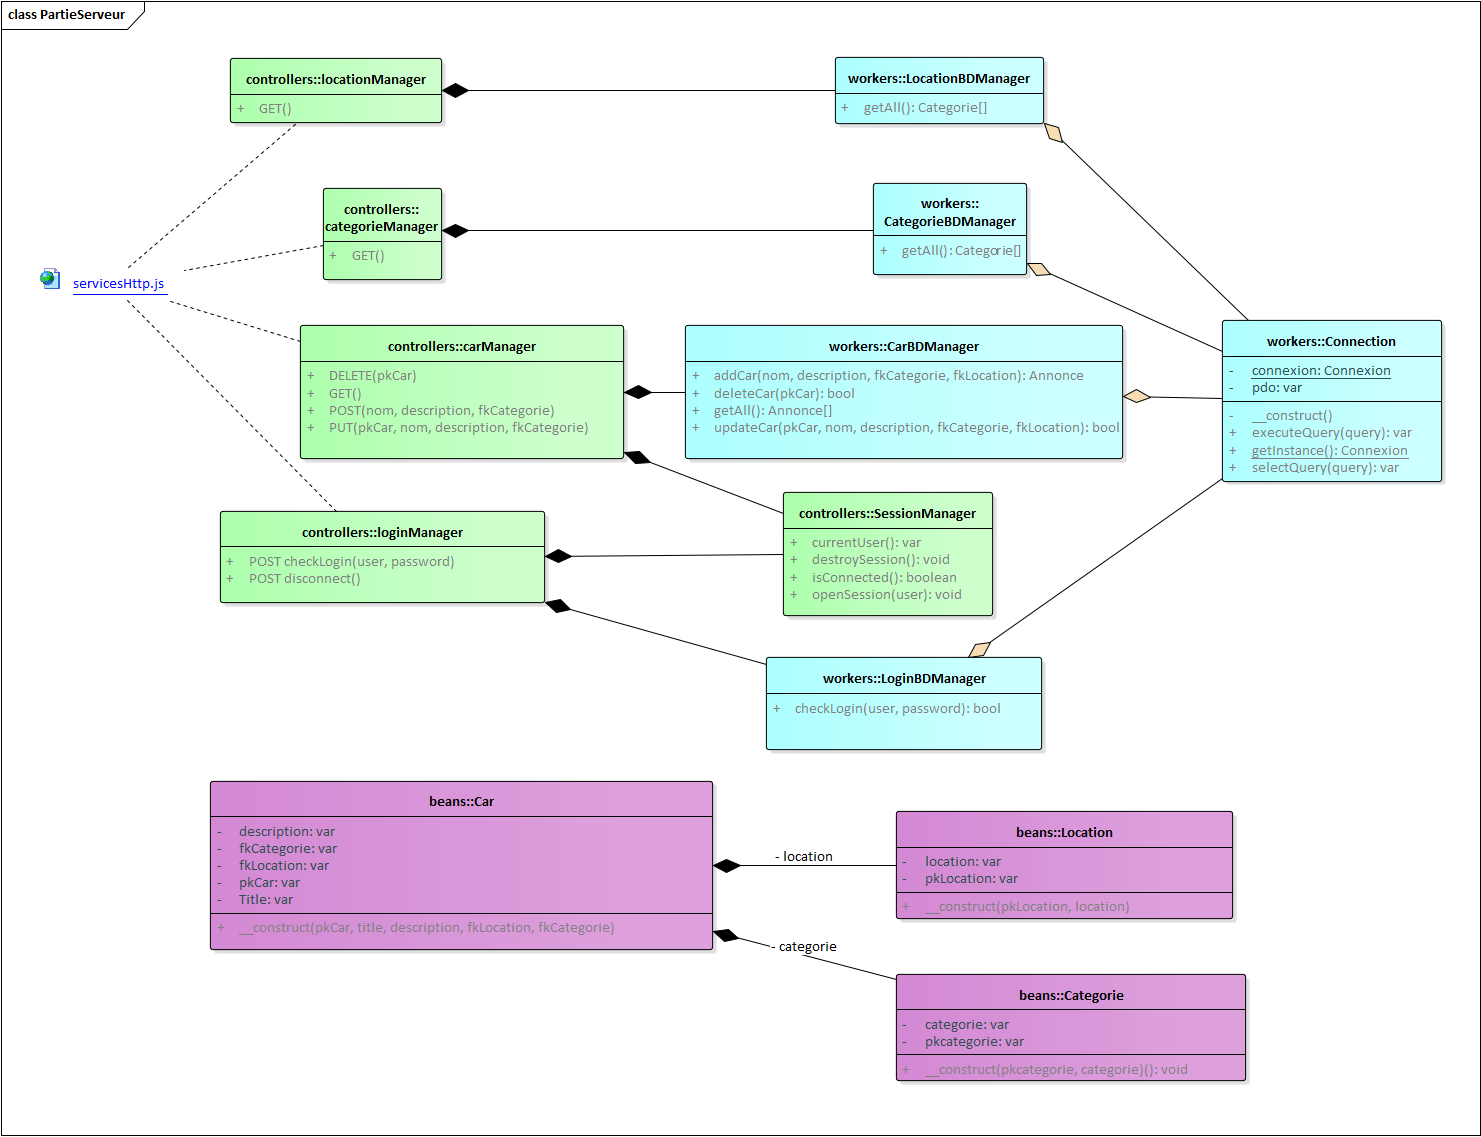 class PartieServeur
controllers::locationManager
+ GET()
workers::LocationBDManager
+ getAll(): Categorie[]
controllers::
categorieManager
+ GET()
workers::
CategorieBDManager
+ getAll(): Categorie[]
servicesHttp.js
controllers::carManager
+ DELETE(pkCar)
+ GET()
+ POST(nom, description, fkCategorie)
+ PUT(pkCar, nom, description, fkCategorie)
workers::CarBDManager
+ addCar(nom, description, fkCategorie, fkLocation): Annonce
+ deleteCar(pkCar): bool
+ getAll(): Annonce[]
+ updateCar(pkCar, nom, description, fkCategorie, fkLocation): bool
workers::Connection
- connexion: Connexion
- pdo: var
- __construct()
+ executeQuery(query): var
+ getInstance(): Connexion
+ selectQuery(query): var
controllers::SessionManager
+ currentUser(): var
+ destroySession(): void
+ isConnected(): boolean
+ openSession(user): void
controllers::loginManager
+ POST checkLogin(user, password)
+ POST disconnect()
workers::LoginBDManager
+ checkLogin(user, password): bool
beans::Car
- description: var
- fkCategorie: var
- fkLocation: var
- pkCar: var
- Title: var
+ __construct(pkCar, title, description, fkLocation, fkCategorie)
- location
beans::Location
- location: var
- pkLocation: var
+ __construct(pkLocation, location)
- categorie
beans::Categorie
- categorie: var
- pkcategorie: var
+ __construct(pkcategorie, categorie)(): void